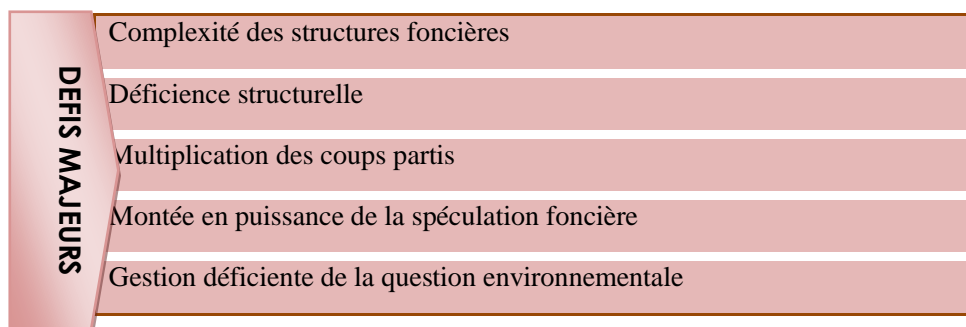 DEFIS MAJEURS
Complexité des structures foncières
Déficience structurelle
Multiplication des coups partis
Montée en puissance de la spéculation foncière
Gestion déficiente de la question environnementale